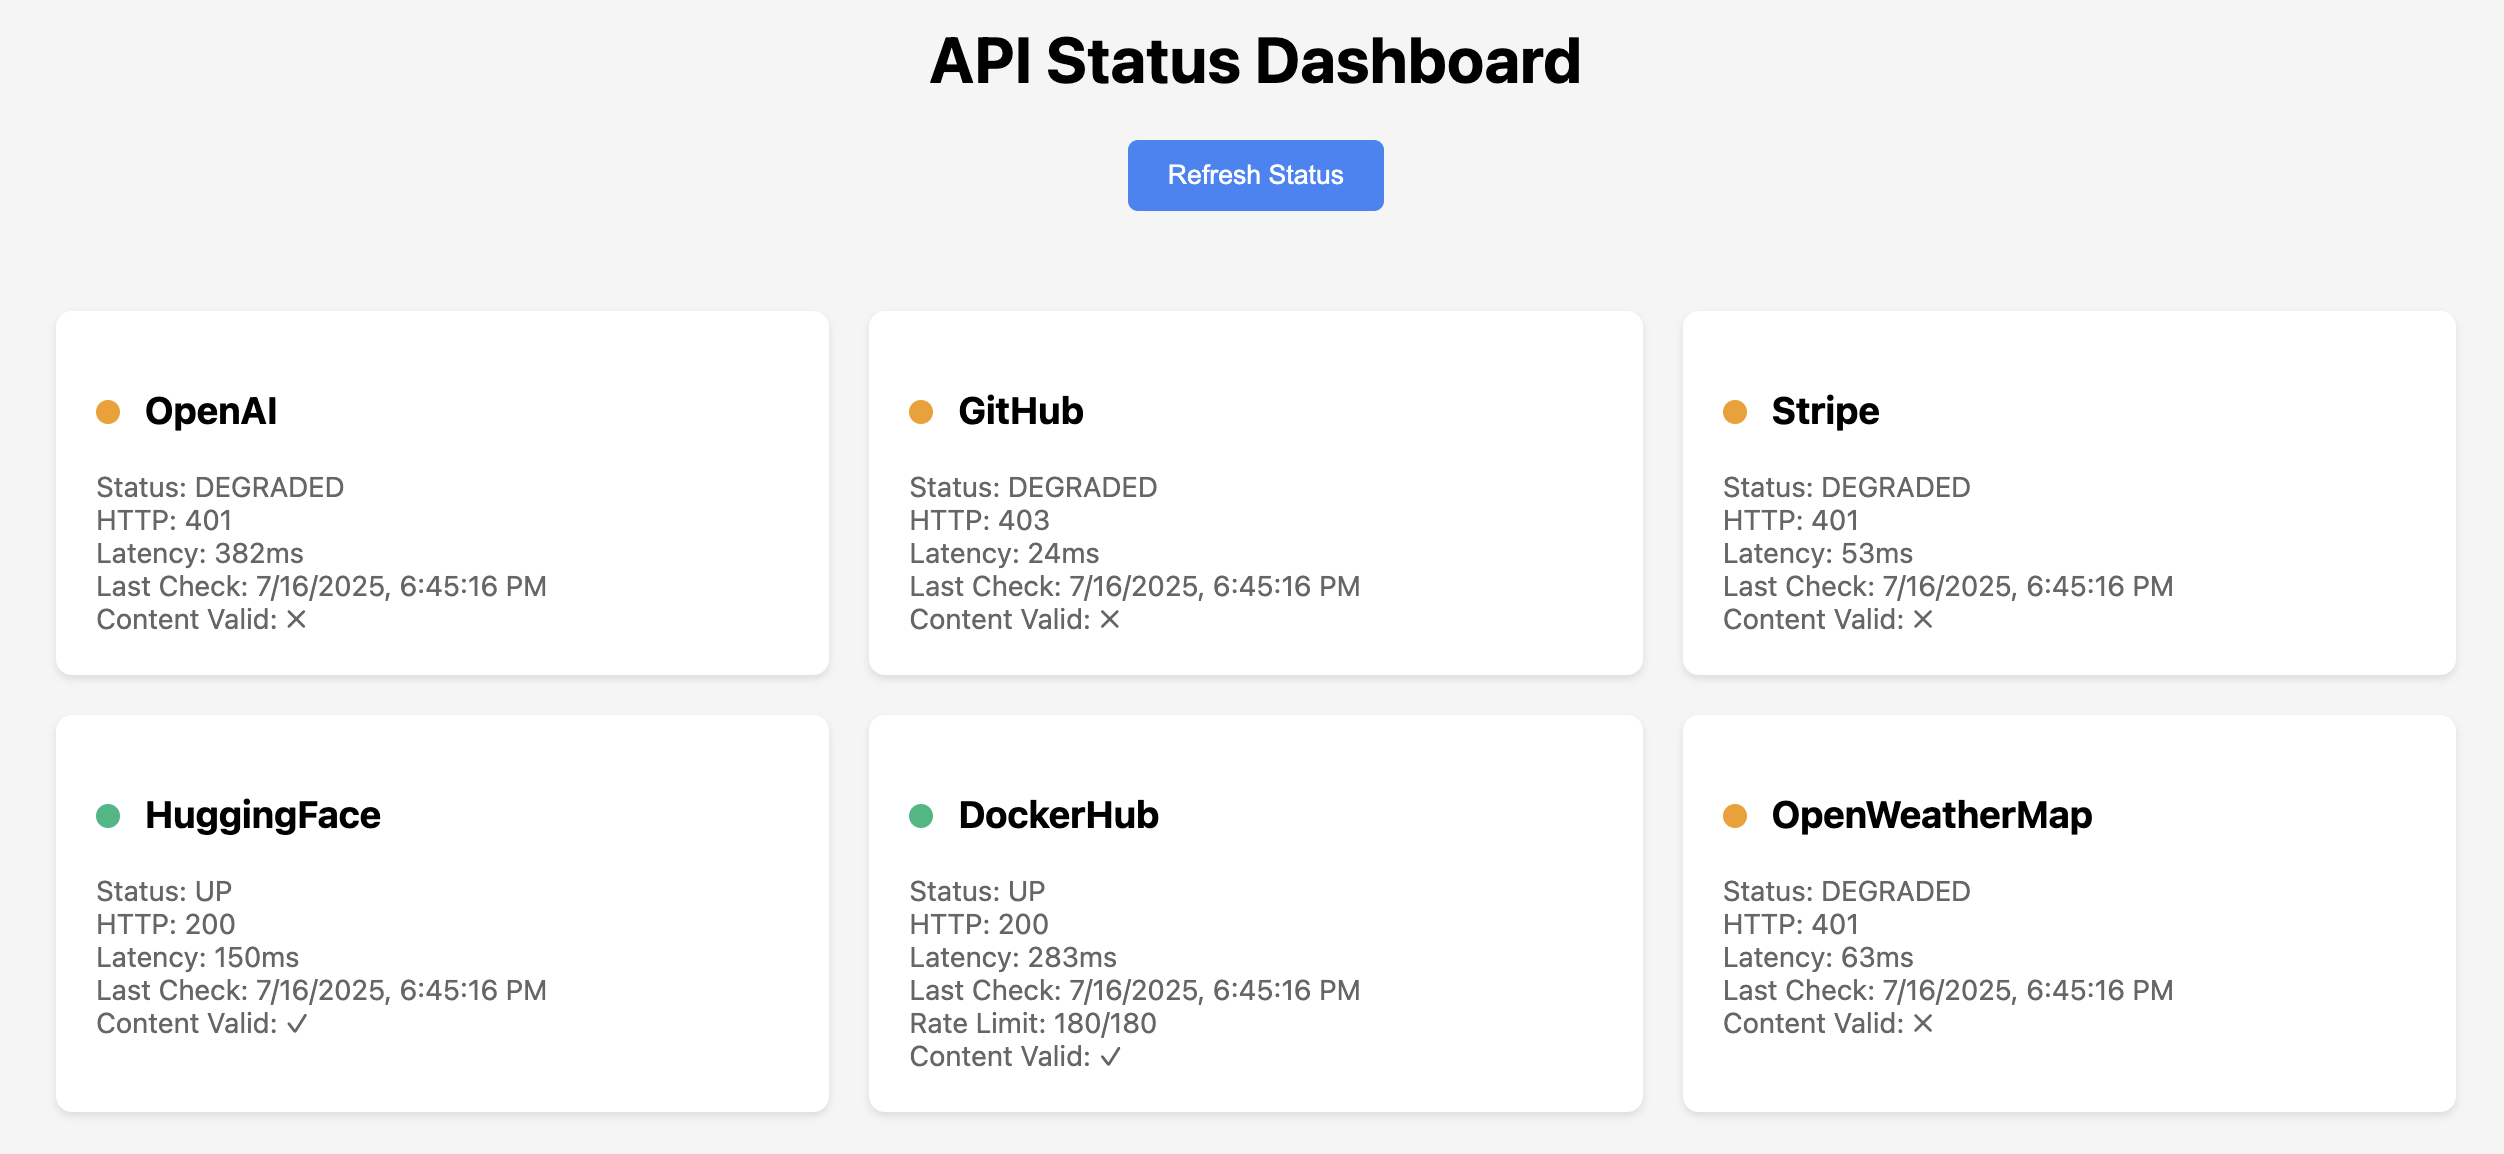 API Status Dashboard
Refresh Status
OpenAI
Status: DEGRADED
HTTP: 401
Latency: 382ms
Last Check: 7/16/2025, 6:45:16 PM
Content Valid: ✕
GitHub
Status: DEGRADED
HTTP: 403
Latency: 24ms
Last Check: 7/16/2025, 6:45:16 PM
Content Valid: ✕
Stripe
Status: DEGRADED
HTTP: 401
Latency: 53ms
Last Check: 7/16/2025, 6:45:16 PM
Content Valid: ✕
HuggingFace
Status: UP
HTTP: 200
Latency: 150ms
Last Check: 7/16/2025, 6:45:16 PM
Content Valid: ✓
DockerHub
Status: UP
HTTP: 200
Latency: 283ms
Last Check: 7/16/2025, 6:45:16 PM
Rate Limit: 180/180
Content Valid: ✓
OpenWeatherMap
Status: DEGRADED
HTTP: 401
Latency: 63ms
Last Check: 7/16/2025, 6:45:16 PM
Content Valid: ✕